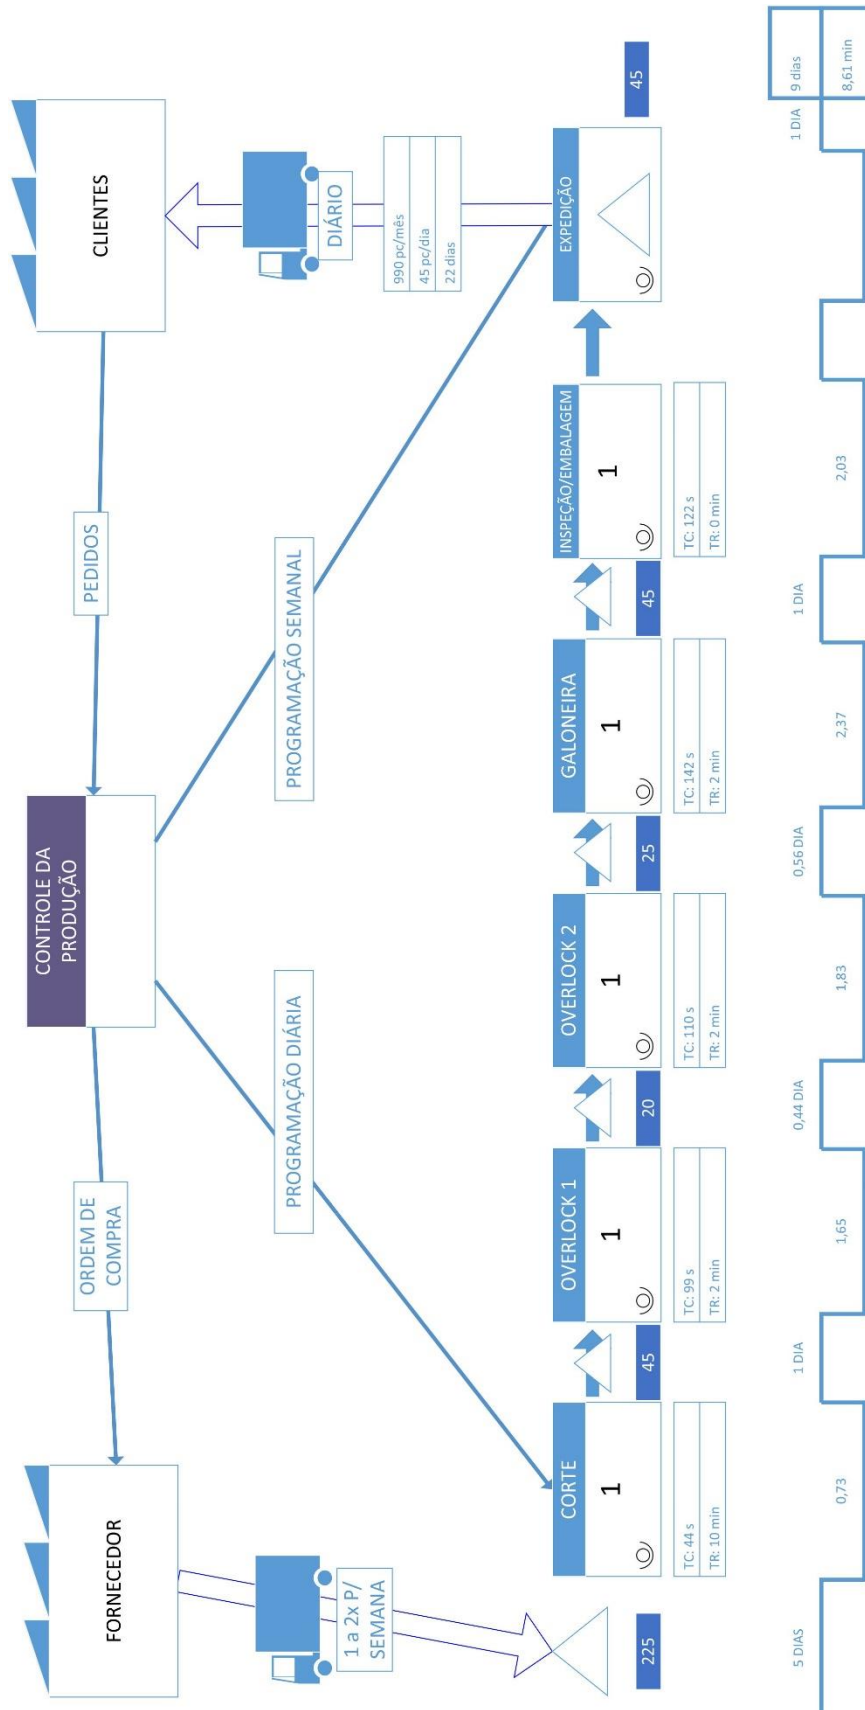 FORNECEDOR
ORDEM DE
COMPRA
CONTROLE DA
PRODUÇÃO
PEDIDOS
CLIENTES
1 a 2x P/
SEMANA
PROGRAMAÇÃO DIÁRIA
PROGRAMAÇÃO SEMANAL
DIÁRIO
990 pc/mês
45 pc/dia
22 dias
225
CORTE
1
TC: 44 s
TR: 10 min
45
OVERLOCK 1
1
TC: 99 s
TR: 2 min
20
OVERLOCK 2
1
TC: 110 s
TR: 2 min
25
GALONEIRA
1
TC: 142 s
TR: 2 min
45
INSPEÇÃO/EMBALAGEM
1
TC: 122 s
TR: 0 min
EXPEDIÇÃO
45
5 DIAS
0,73
1 DIA
1,65
0,44 DIA
1,83
0,56 DIA
2,37
1 DIA
2,03
1 DIA
9 dias
8,61 min